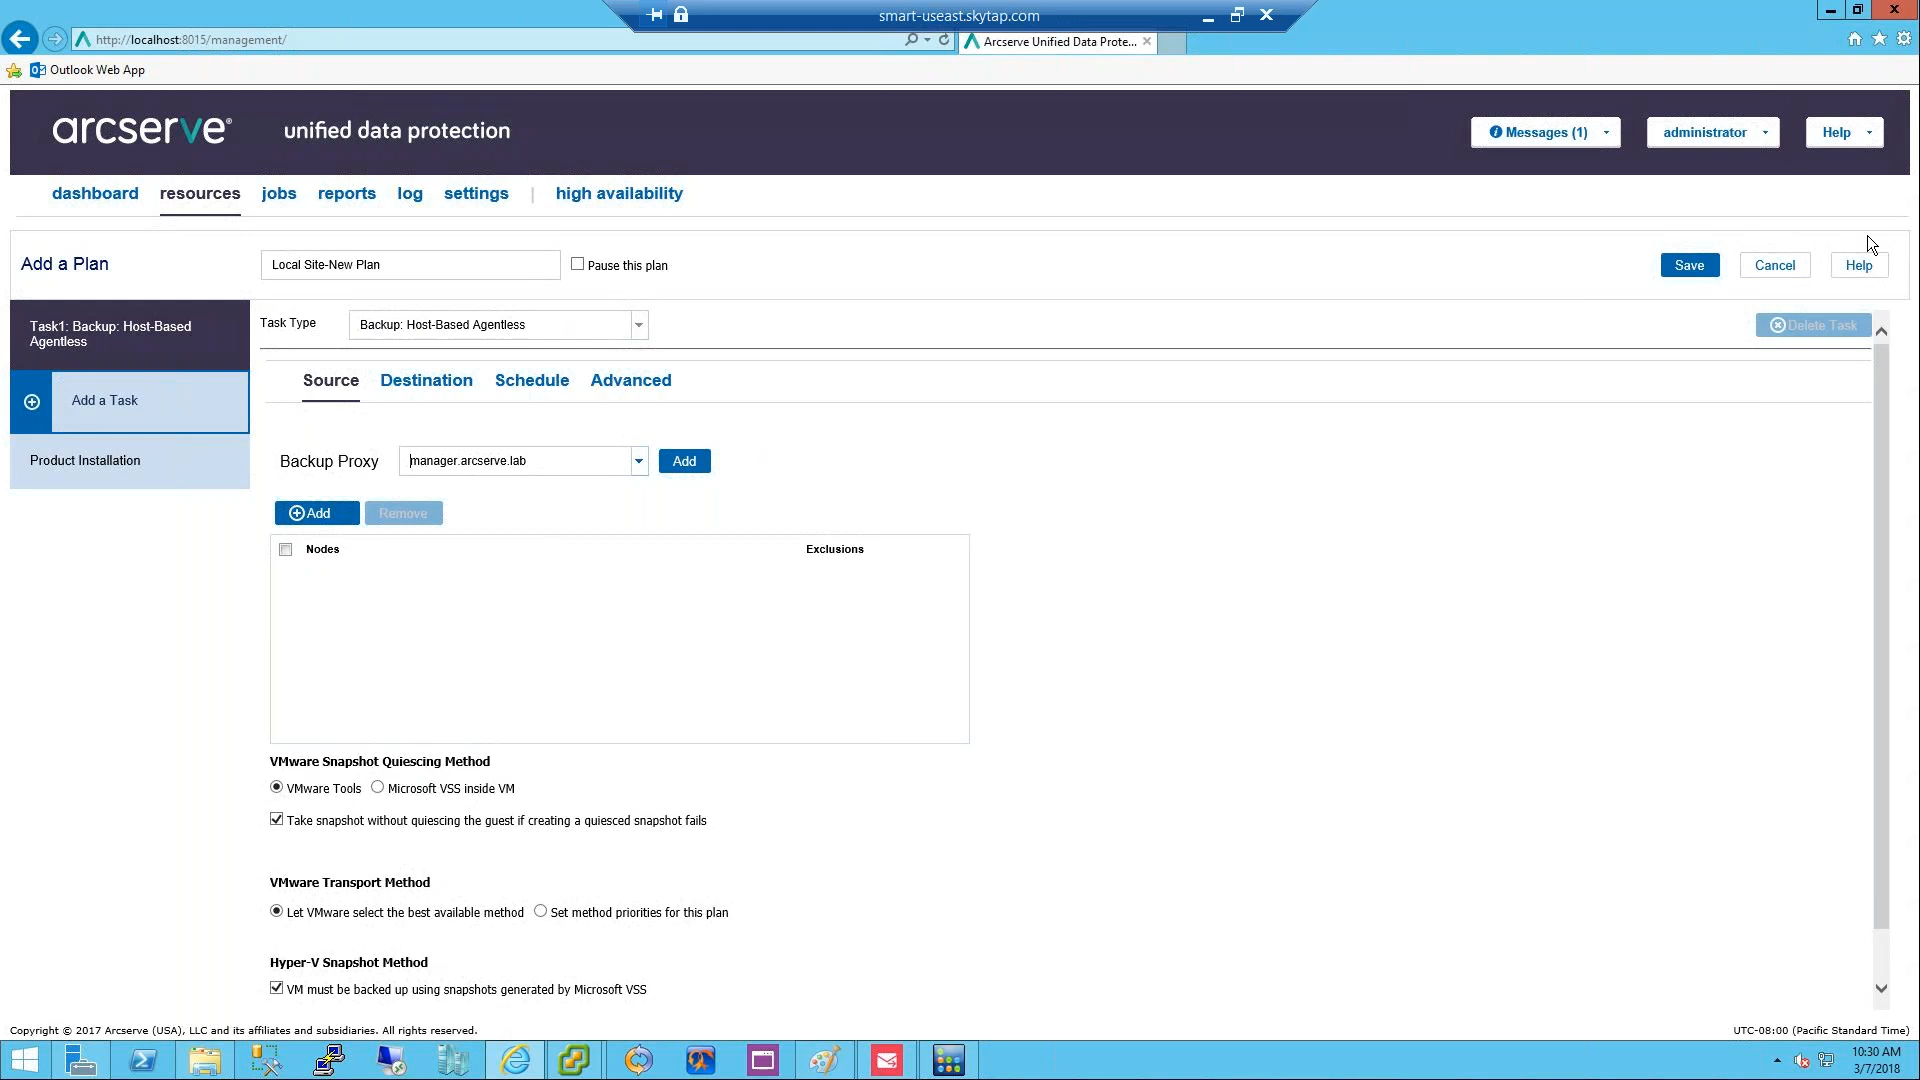 smart-useast.skytap.com
http://localhost:8015/management/
Arcserve Unified Data Prote...
Outlook Web App
arcserve® unified data protection
Messages (1)
administrator
Help
dashboard resources jobs reports log settings | high availability
Add a Plan
Local Site-New Plan
Pause this plan
Save
Cancel
Help
Task1: Backup: Host-Based
Agentless
Add a Task
Product Installation
Task Type
Backup: Host-Based Agentless
Delete Task
Source Destination Schedule Advanced
Backup Proxy
manager.arcserve.lab
Add
Add
Remove
Nodes
Exclusions
VMware Snapshot Quiescing Method
VMware Tools
Microsoft VSS inside VM
Take snapshot without quiescing the guest if creating a quiesced snapshot fails
VMware Transport Method
Let VMware select the best available method
Set method priorities for this plan
Hyper-V Snapshot Method
VM must be backed up using snapshots generated by Microsoft VSS
Copyright © 2017 Arcserve (USA), LLC and its affiliates and subsidiaries. All rights reserved.
UTC-08:00 (Pacific Standard Time)
10:30 AM
3/7/2018